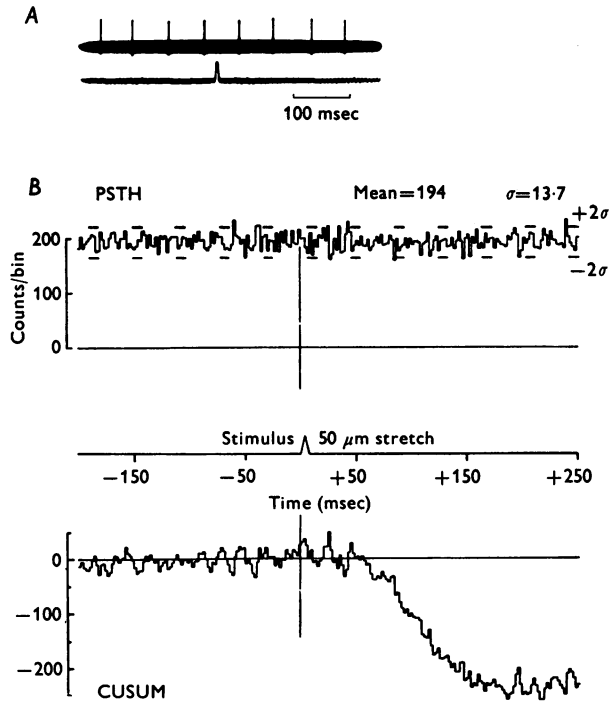 A
100 msec
B PSTH Mean=194 σ=13·7
+2σ
200
−2σ
100
0
Counts/bin
Stimulus 50 μm stretch
−150 −50 +50 +150 +250
Time (msec)
0
−100
−200
CUSUM